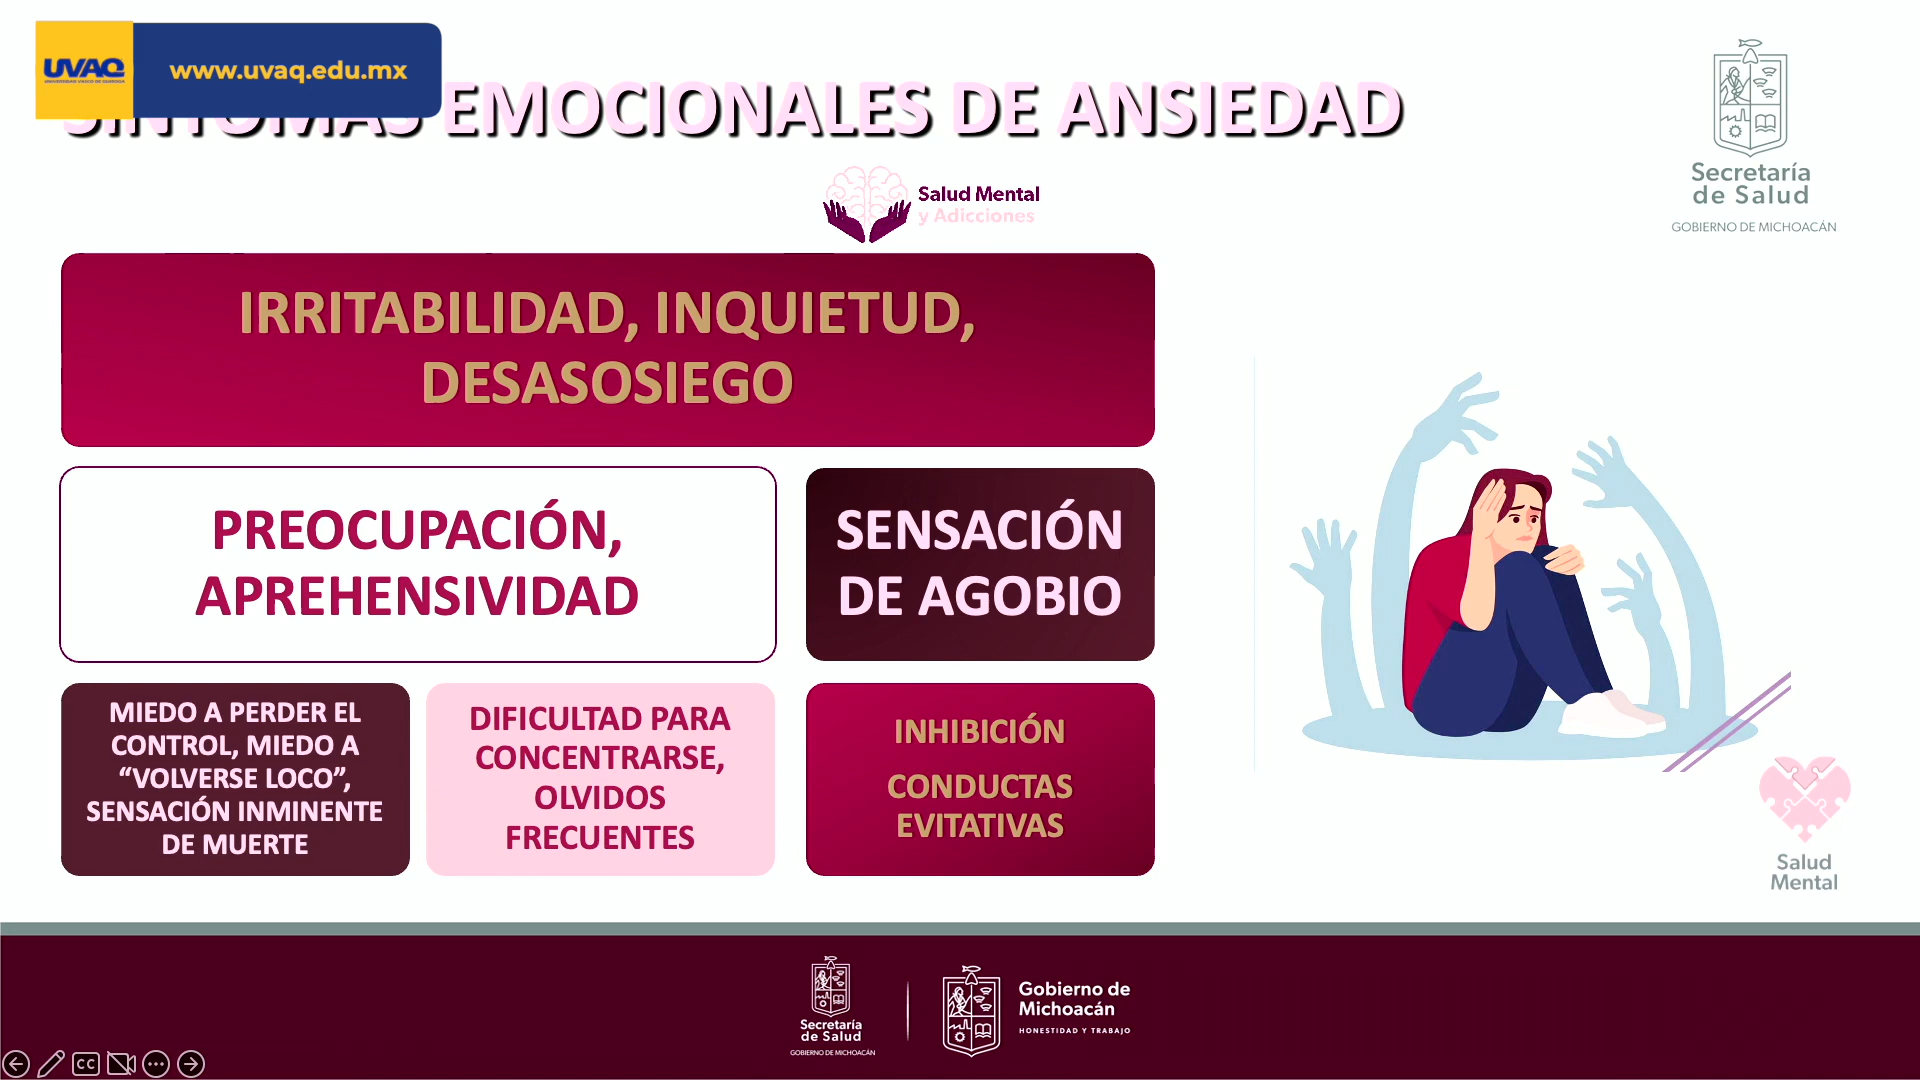 UVAQ
www.uvaq.edu.mx
SÍNTOMAS EMOCIONALES DE ANSIEDAD
Secretaría
de Salud
GOBIERNO DE MICHOACÁN
Salud Mental
y Adicciones
IRRITABILIDAD, INQUIETUD,
DESASOSIEGO
PREOCUPACIÓN,
APREHENSIVIDAD
SENSACIÓN
DE AGOBIO
MIEDO A PERDER EL
CONTROL, MIEDO A
“VOLVERSE LOCO”,
SENSACIÓN INMINENTE
DE MUERTE
DIFICULTAD PARA
CONCENTRARSE,
OLVIDOS
FRECUENTES
INHIBICIÓN
CONDUCTAS
EVITATIVAS
Salud
Mental
Secretaría
de Salud
GOBIERNO DE MICHOACÁN
Gobierno de
Michoacán
HONESTIDAD Y TRABAJO
CC